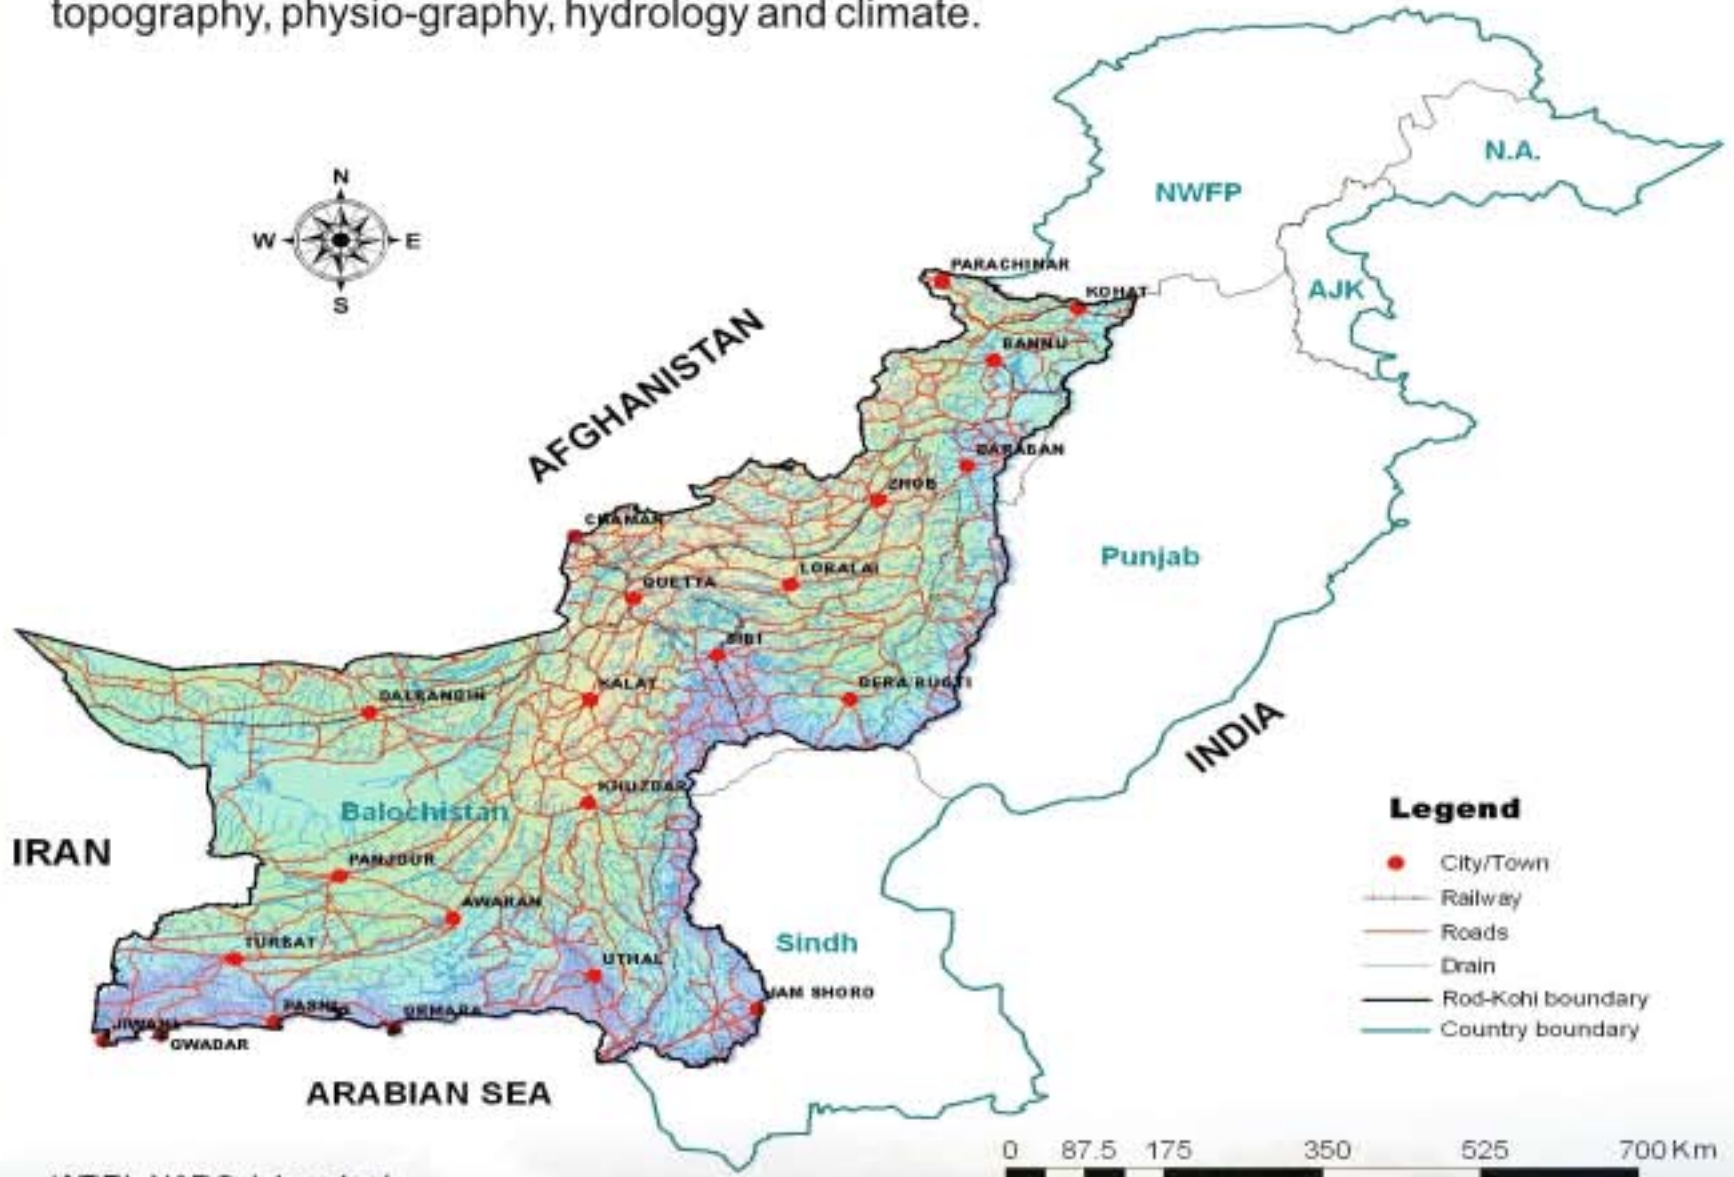 topography, physio-graphy, hydrology and climate.
N
W E
S
N.A.
NWFP
AJK
PARACHINAR
KOHAT
BANNU
AFGHANISTAN
DARABAN
ZHOB
CHAMAN
Punjab
LORALAI
QUETTA
SIBI
KALAT
DERA BUGTI
DALBANDIN
INDIA
KHUZDAR
Balochistan
IRAN
PANJGUR
AWARAN
TURBAT
Sindh
UTHAL
JAM SHORO
PASNI
ORMARA
JIWANI
GWADAR
ARABIAN SEA
Legend
City/Town
Railway
Roads
Drain
Rod-Kohi boundary
Country boundary
0 87.5 175 350 525 700 Km